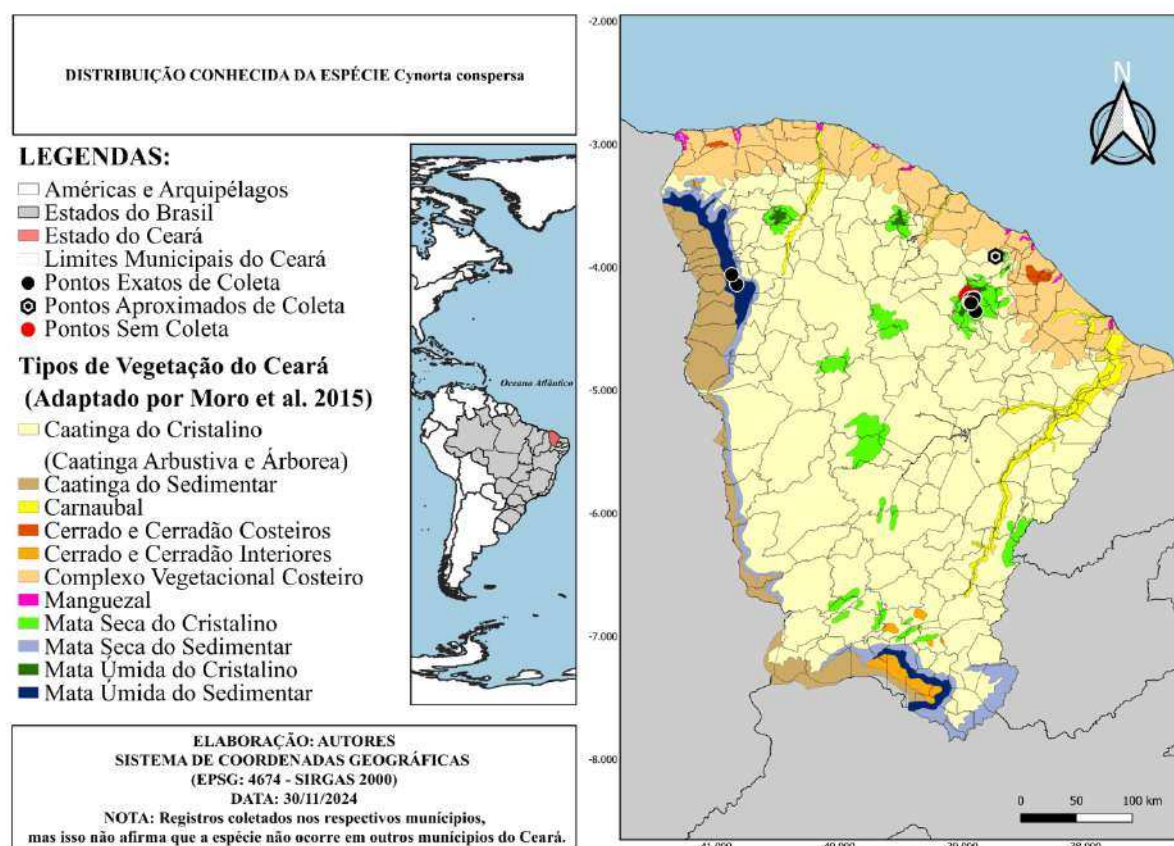 DISTRIBUIÇÃO CONHECIDA DA ESPÉCIE Cynorta conspersa
LEGENDAS:
Américas e Arquipélagos
Estados do Brasil
Estado do Ceará
Limites Municipais do Ceará
Pontos Exatos de Coleta
Pontos Aproximados de Coleta
Pontos Sem Coleta
Tipos de Vegetação do Ceará
(Adaptado por Moro et al. 2015)
Caatinga do Cristalino
(Caatinga Arbustiva e Árborea)
Caatinga do Sedimentar
Carnaubal
Cerrado e Cerradão Costeiros
Cerrado e Cerradão Interiores
Complexo Vegetacional Costeiro
Manguezal
Mata Seca do Cristalino
Mata Seca do Sedimentar
Mata Úmida do Cristalino
Mata Úmida do Sedimentar
ELABORAÇÃO: AUTORES
SISTEMA DE COORDENADAS GEOGRÁFICAS
(EPSG: 4674 - SIRGAS 2000)
DATA: 30/11/2024
NOTA: Registros coletados nos respectivos munícipios,
mas isso não afirma que a espécie não ocorre em outros munícipios do Ceará.
Oceano Atlântico
-2.000
-3.000
-4.000
-5.000
-6.000
-7.000
-8.000
N
0 50 100 km